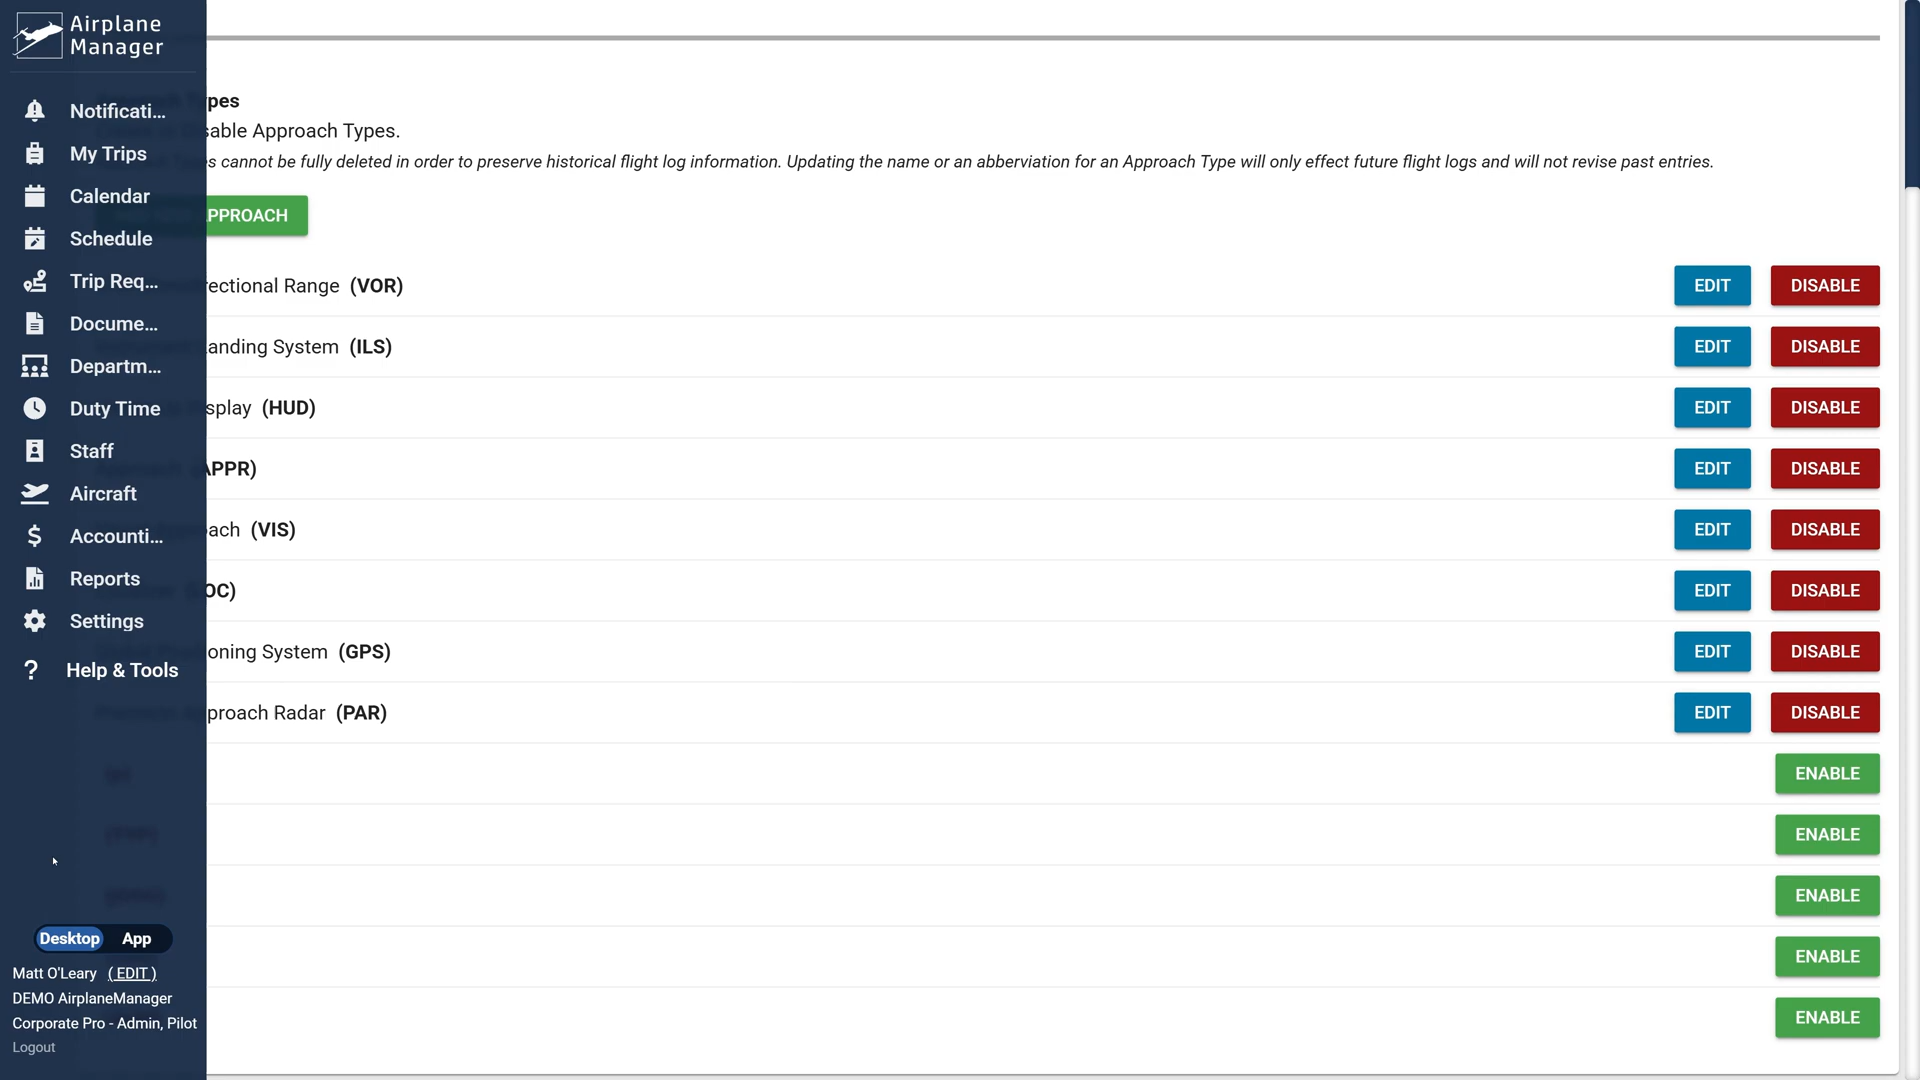 Airplane
Manager
Notificati...
My Trips
Calendar
Schedule
Trip Req...
Docume...
Departm...
Duty Time
Staff
Aircraft
Accounti...
Reports
Settings
Help & Tools
Desktop App
Matt O'Leary ( EDIT )
DEMO AirplaneManager
Corporate Pro - Admin, Pilot
Logout
ypes
sable Approach Types.
s cannot be fully deleted in order to preserve historical flight log information. Updating the name or an abberviation for an Approach Type will only effect future flight logs and will not revise past entries.
PPROACH
rectional Range (VOR) EDIT DISABLE
anding System (ILS) EDIT DISABLE
splay (HUD) EDIT DISABLE
APPR) EDIT DISABLE
ach (VIS) EDIT DISABLE
OC) EDIT DISABLE
oning System (GPS) EDIT DISABLE
proach Radar (PAR) EDIT DISABLE
ENABLE
ENABLE
ENABLE
ENABLE
ENABLE